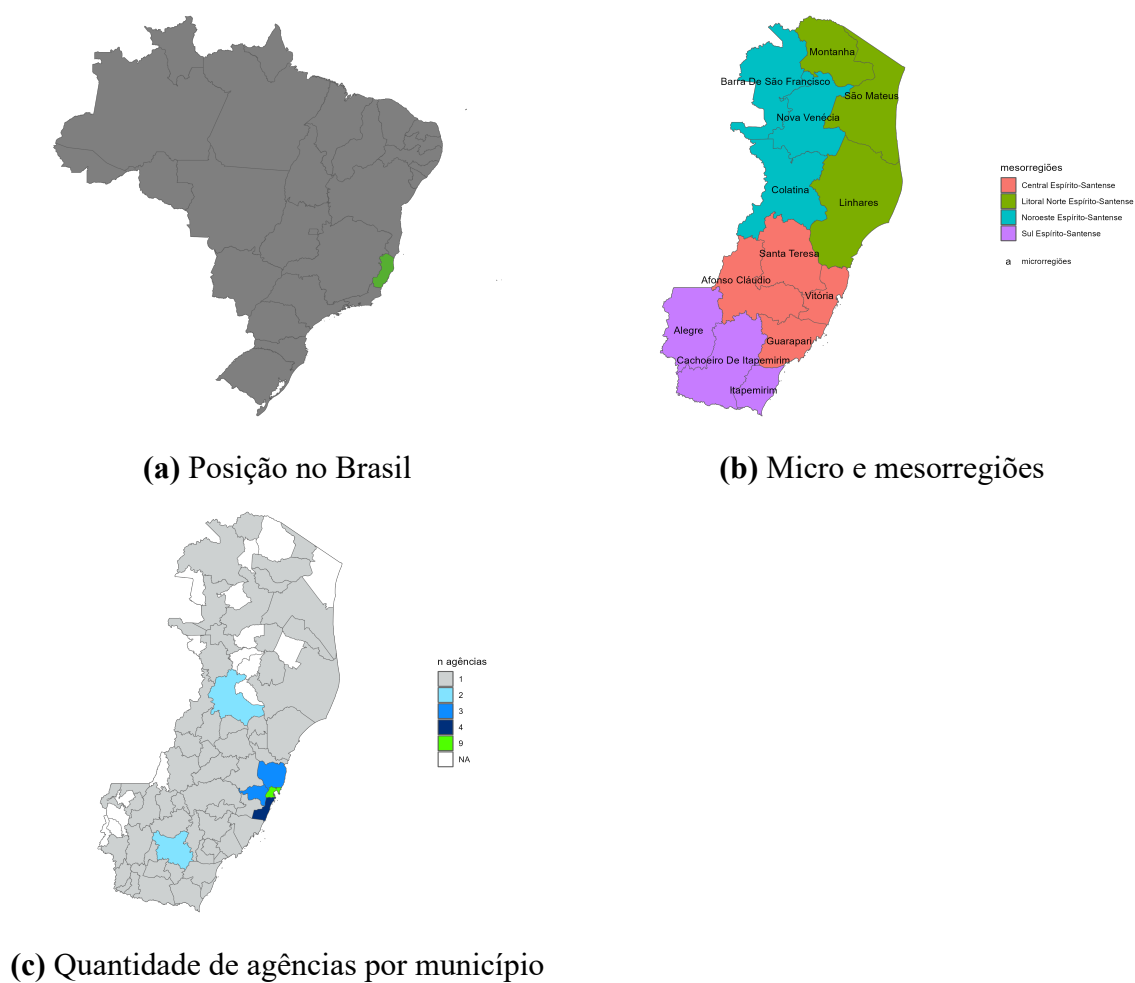 Montanha
Barra De São Francisco
São Mateus
Nova Venécia
Colatina
Linhares
Santa Teresa
Afonso Cláudio
Vitória
Alegre
Guarapari
Cachoeiro De Itapemirim
Itapemirim
mesorregiões
Central Espírito-Santense
Litoral Norte Espírito-Santense
Noroeste Espírito-Santense
Sul Espírito-Santense
a microrregiões
(a) Posição no Brasil
(b) Micro e mesorregiões
n agências
1
2
3
4
9
NA
(c) Quantidade de agências por município